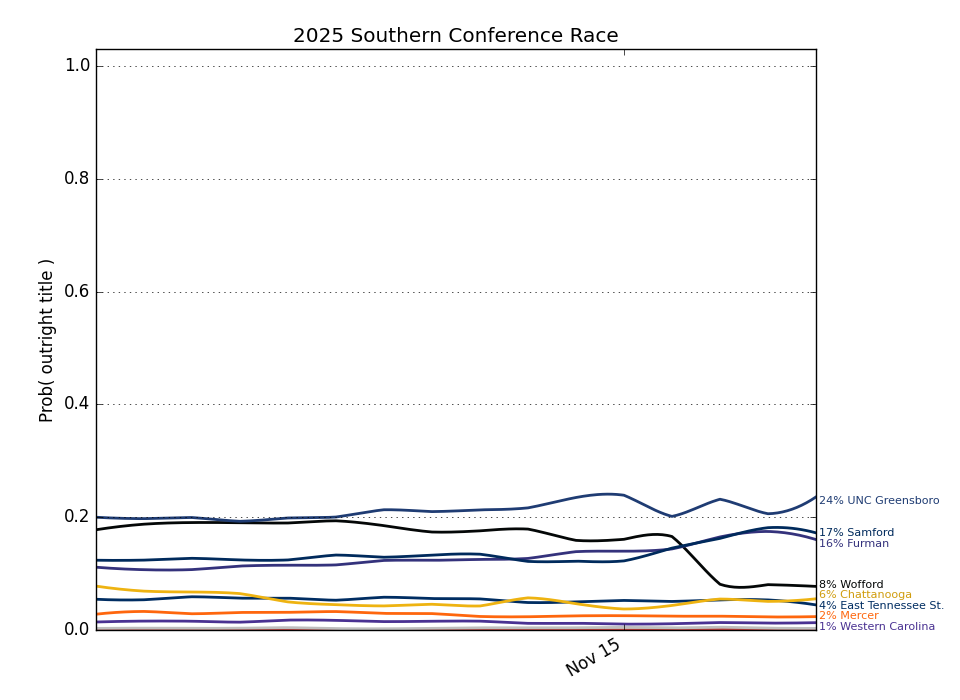 2025 Southern Conference Race
1.0
0.8
0.6
0.4
0.2
0.0
Prob( outright title )
Nov 15
24% UNC Greensboro
17% Samford
16% Furman
8% Wofford
6% Chattanooga
4% East Tennessee St.
2% Mercer
1% Western Carolina